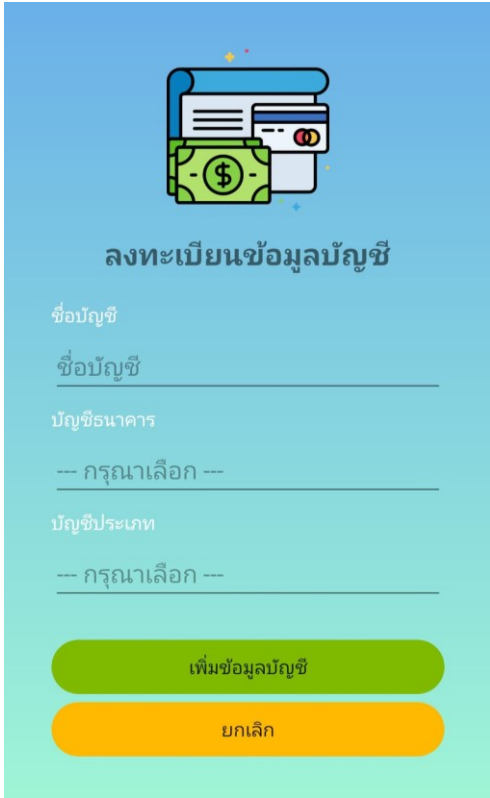 ลงทะเบียนข้อมูลบัญชี
ชื่อบัญชี
ชื่อบัญชี
บัญชีธนาคาร
--- กรุณาเลือก ---
บัญชีประเภท
--- กรุณาเลือก ---
เพิ่มข้อมูลบัญชี
ยกเลิก